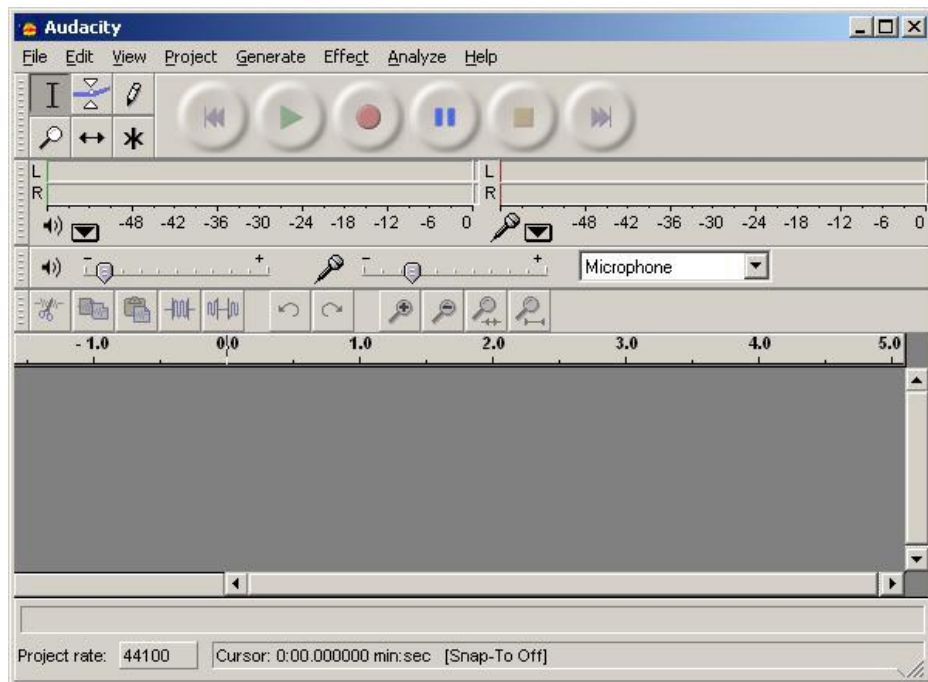 Audacity
File Edit View Project Generate Effect Analyze Help
L L
R R
-48 -42 -36 -30 -24 -18 -12 -6 0 -48 -42 -36 -30 -24 -18 -12 -6 0
- + - + Microphone
- 1.0 0.0 1.0 2.0 3.0 4.0 5.0
Project rate: 44100 Cursor: 0:00.000000 min:sec [Snap-To Off]